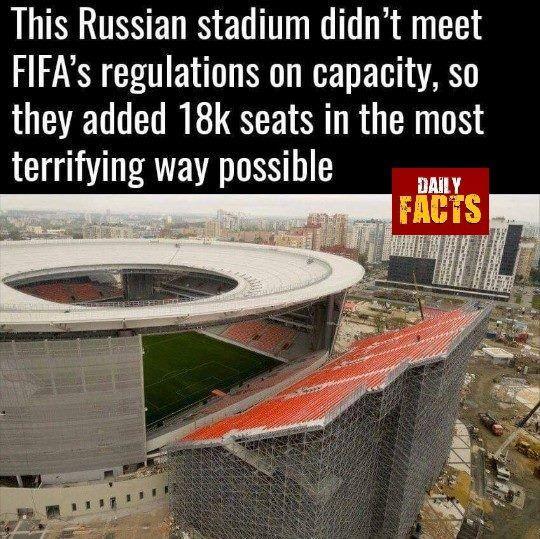 This Russian stadium didn't meet
FIFA's regulations on capacity, so
they added 18k seats in the most
terrifying way possible
DAILY
FACTS